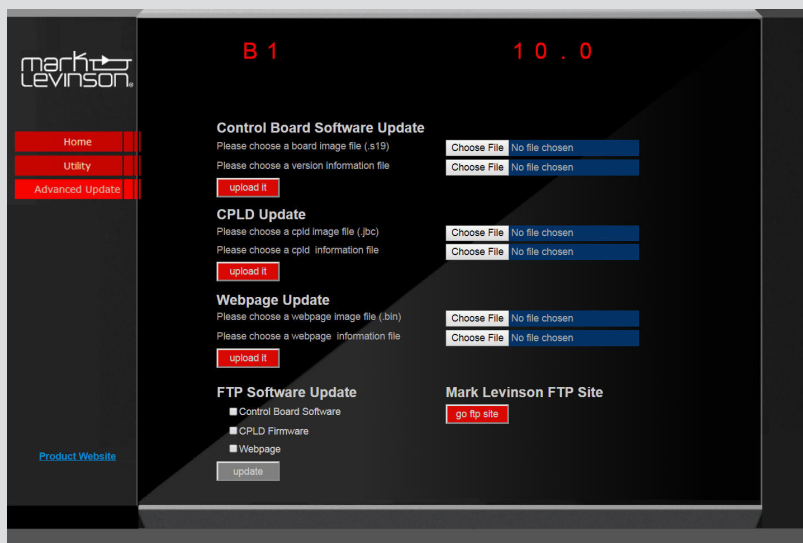 B1 10.0
mark
Levinson®
Home
Utility
Advanced Update
Product Website
Control Board Software Update
Please choose a board image file (.s19) Choose File No file chosen
Please choose a version information file Choose File No file chosen
upload it
CPLD Update
Please choose a cpld image file (.jbc) Choose File No file chosen
Please choose a cpld information file Choose File No file chosen
upload it
Webpage Update
Please choose a webpage image file (.bin) Choose File No file chosen
Please choose a webpage information file Choose File No file chosen
upload it
FTP Software Update Mark Levinson FTP Site
Control Board Software go ftp site
CPLD Firmware
Webpage
update